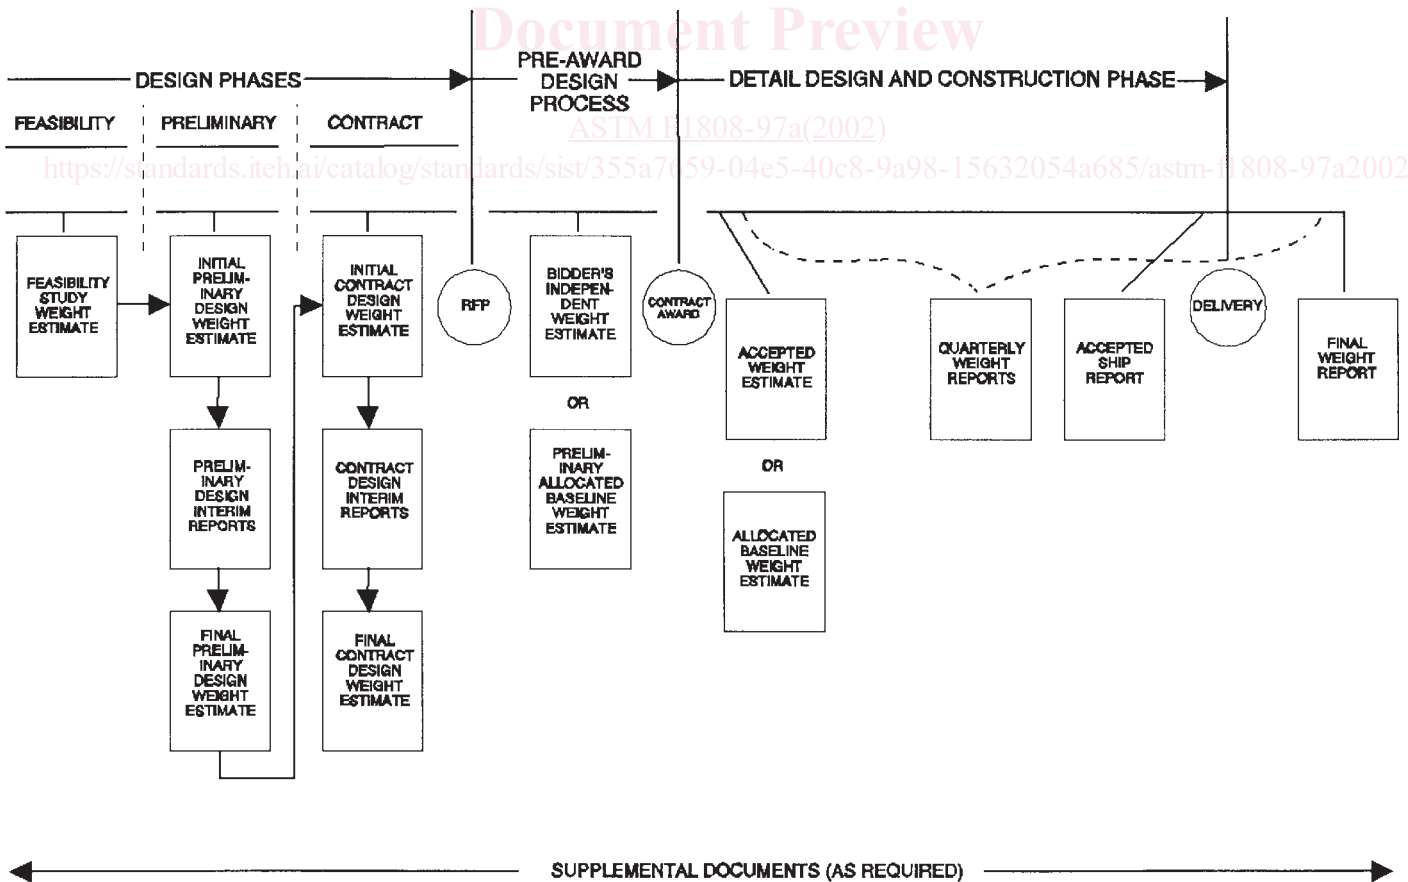 Document Preview
DESIGN PHASES
PRE-AWARD
DESIGN
PROCESS
DETAIL DESIGN AND CONSTRUCTION PHASE
FEASIBILITY
PRELIMINARY
CONTRACT
ASTM F1808-97a(2002)
https://standards.iteh.ai/catalog/standards/sist/355a7659-04e5-40c8-9a98-15632054a685/astm-f1808-97a2002
FEASIBILITY
STUDY
WEIGHT
ESTIMATE
INITIAL
PRELIM-
INARY
DESIGN
WEIGHT
ESTIMATE
INITIAL
CONTRACT
DESIGN
WEIGHT
ESTIMATE
RFP
BIDDER'S
INDEPEN-
DENT
WEIGHT
ESTIMATE
CONTRACT
AWARD
ACCEPTED
WEIGHT
ESTIMATE
QUARTERLY
WEIGHT
REPORTS
ACCEPTED
SHIP
REPORT
DELIVERY
FINAL
WEIGHT
REPORT
OR
PRELIM-
INARY
DESIGN
INTERIM
REPORTS
CONTRACT
DESIGN
INTERIM
REPORTS
PRELIM-
INARY
ALLOCATED
BASELINE
WEIGHT
ESTIMATE
OR
ALLOCATED
BASELINE
WEIGHT
ESTIMATE
FINAL
PRELIM-
INARY
DESIGN
WEIGHT
ESTIMATE
FINAL
CONTRACT
DESIGN
WEIGHT
ESTIMATE
SUPPLEMENTAL DOCUMENTS (AS REQUIRED)